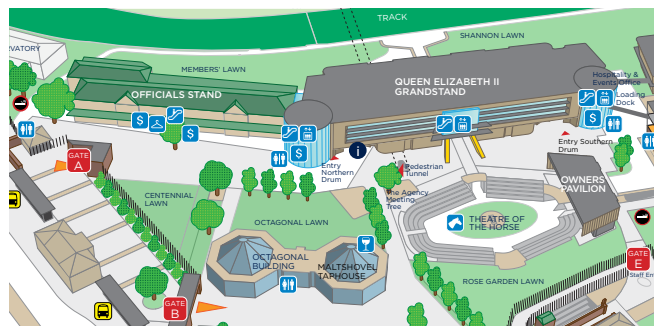 TRACK
SHANNON LAWN
RVATORY
MEMBERS' LAWN
OFFICIALS STAND
QUEEN ELIZABETH II
GRANDSTAND
Hospitality &
Events Office
Loading
Dock
$
$
$
$
i
Entry
Northern
Drum
Pedestrian
Tunnel
The Agency
Meeting
Tree
Entry Southern
Drum
GATE
A
CENTENNIAL
LAWN
OWNERS
PAVILION
OCTAGONAL LAWN
THEATRE OF
THE HORSE
OCTAGONAL
BUILDING
MALTSHOVEL
TAPHOUSE
GATE
E
Staff En
ROSE GARDEN LAWN
GATE
B